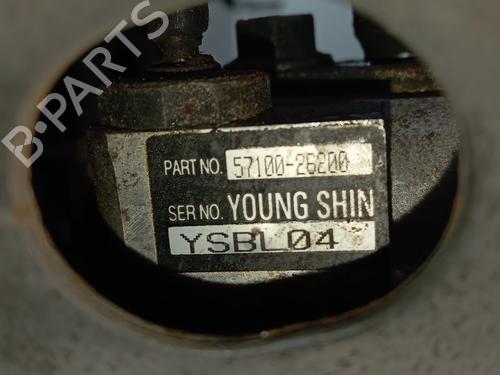 B-PARTS
PART NO. 57100-26200
SER NO. YOUNG SHIN
YSBL04